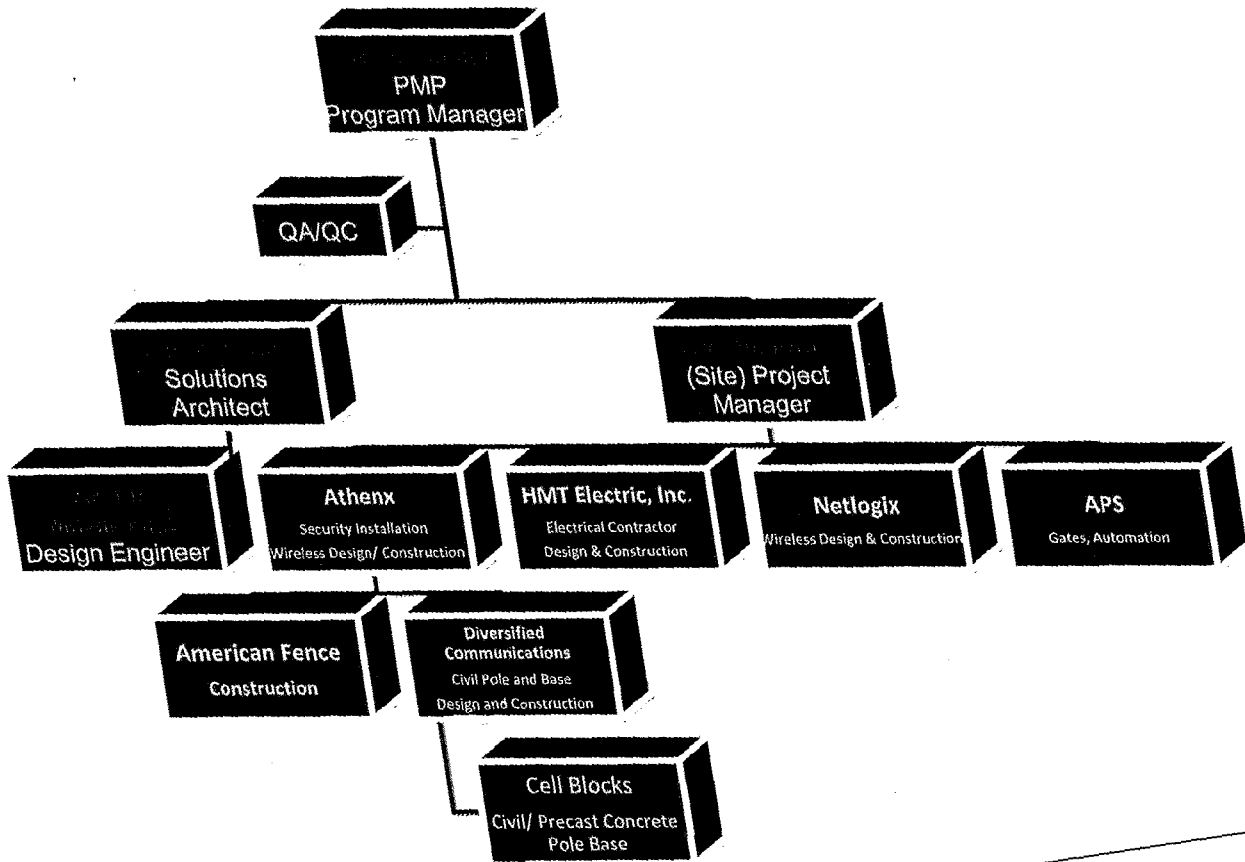 PMP
Program Manager
QA/QC
Solutions
Architect
(Site) Project
Manager
Design Engineer
Athenx
Security Installation
Wireless Design/ Construction
HMT Electric, Inc.
Electrical Contractor
Design & Construction
Netlogix
Wireless Design & Construction
APS
Gates, Automation
American Fence
Construction
Diversified
Communications
Civil Pole and Base
Design and Construction
Cell Blocks
Civil/ Precast Concrete
Pole Base